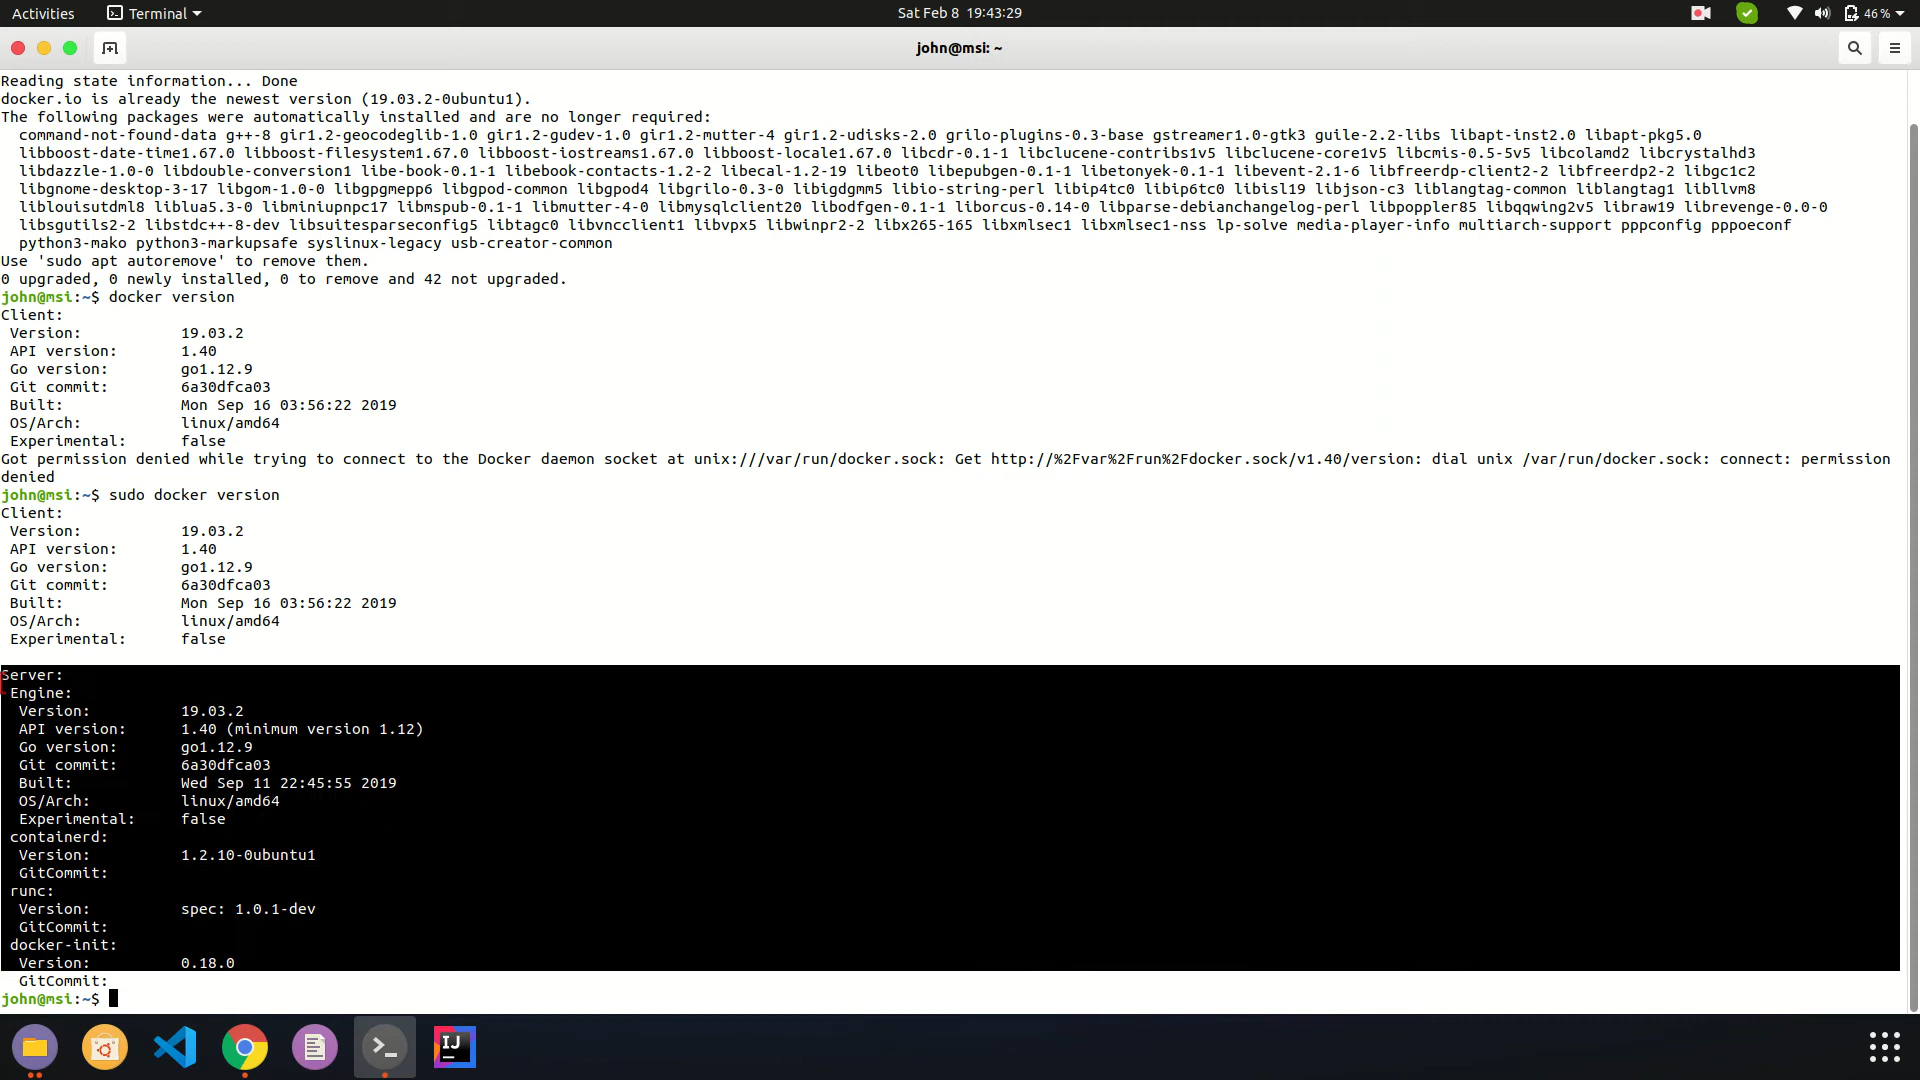 Activities
Terminal
Sat Feb 8 19:43:29
46 %
john@msi: ~
Reading state information... Done
docker.io is already the newest version (19.03.2-0ubuntu1).
The following packages were automatically installed and are no longer required:
command-not-found-data g++-8 gir1.2-geocodeglib-1.0 gir1.2-gudev-1.0 gir1.2-mutter-4 gir1.2-udisks-2.0 grilo-plugins-0.3-base gstreamer1.0-gtk3 guile-2.2-libs libapt-inst2.0 libapt-pkg5.0
libboost-date-time1.67.0 libboost-filesystem1.67.0 libboost-iostreams1.67.0 libboost-locale1.67.0 libcdr-0.1-1 libclucene-contribs1v5 libclucene-core1v5 libcmis-0.5-5v5 libcolamd2 libcrystalhd3
libdazzle-1.0-0 libdouble-conversion1 libe-book-0.1-1 libebook-contacts-1.2-2 libecal-1.2-19 libeot0 libepubgen-0.1-1 libetonyek-0.1-1 libevent-2.1-6 libfreerdp-client2-2 libfreerdp2-2 libgc1c2
libgnome-desktop-3-17 libgom-1.0-0 libgpgmepp6 libgpod-common libgpod4 libgrilo-0.3-0 libigdgmm5 libio-string-perl libip4tc0 libip6tc0 libisl19 libjson-c3 liblangtag-common liblangtag1 libllvm8
liblouisutdml8 liblua5.3-0 libminiupnpc17 libmspub-0.1-1 libmutter-4-0 libmysqlclient20 libodfgen-0.1-1 liborcus-0.14-0 libparse-debianchangelog-perl libpoppler85 libqqwing2v5 libraw19 librevenge-0.0-0
libsgutils2-2 libstdc++-8-dev libsuitesparseconfig5 libtagc0 libvncclient1 libvpx5 libwinpr2-2 libx265-165 libxmlsec1 libxmlsec1-nss lp-solve media-player-info multiarch-support pppconfig pppoeconf
python3-mako python3-markupsafe syslinux-legacy usb-creator-common
Use 'sudo apt autoremove' to remove them.
0 upgraded, 0 newly installed, 0 to remove and 42 not upgraded.
john@msi:~$ docker version
Client:
Version: 19.03.2
API version: 1.40
Go version: go1.12.9
Git commit: 6a30dfca03
Built: Mon Sep 16 03:56:22 2019
OS/Arch: linux/amd64
Experimental: false
Got permission denied while trying to connect to the Docker daemon socket at unix:///var/run/docker.sock: Get http://%2Fvar%2Frun%2Fdocker.sock/v1.40/version: dial unix /var/run/docker.sock: connect: permission
denied
john@msi:~$ sudo docker version
Client:
Version: 19.03.2
API version: 1.40
Go version: go1.12.9
Git commit: 6a30dfca03
Built: Mon Sep 16 03:56:22 2019
OS/Arch: linux/amd64
Experimental: false
Server:
Engine:
Version: 19.03.2
API version: 1.40 (minimum version 1.12)
Go version: go1.12.9
Git commit: 6a30dfca03
Built: Wed Sep 11 22:45:55 2019
OS/Arch: linux/amd64
Experimental: false
containerd:
Version: 1.2.10-0ubuntu1
GitCommit:
runc:
Version: spec: 1.0.1-dev
GitCommit:
docker-init:
Version: 0.18.0
GitCommit:
john@msi:~$
IJ